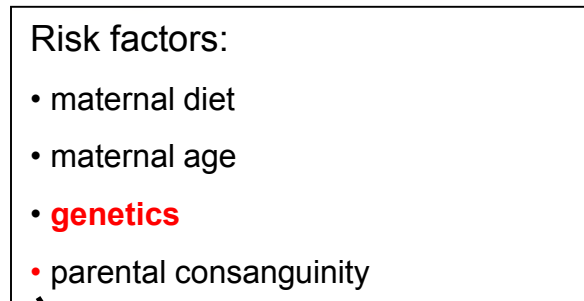 Risk factors:
• maternal diet
• maternal age
• genetics
• parental consanguinity